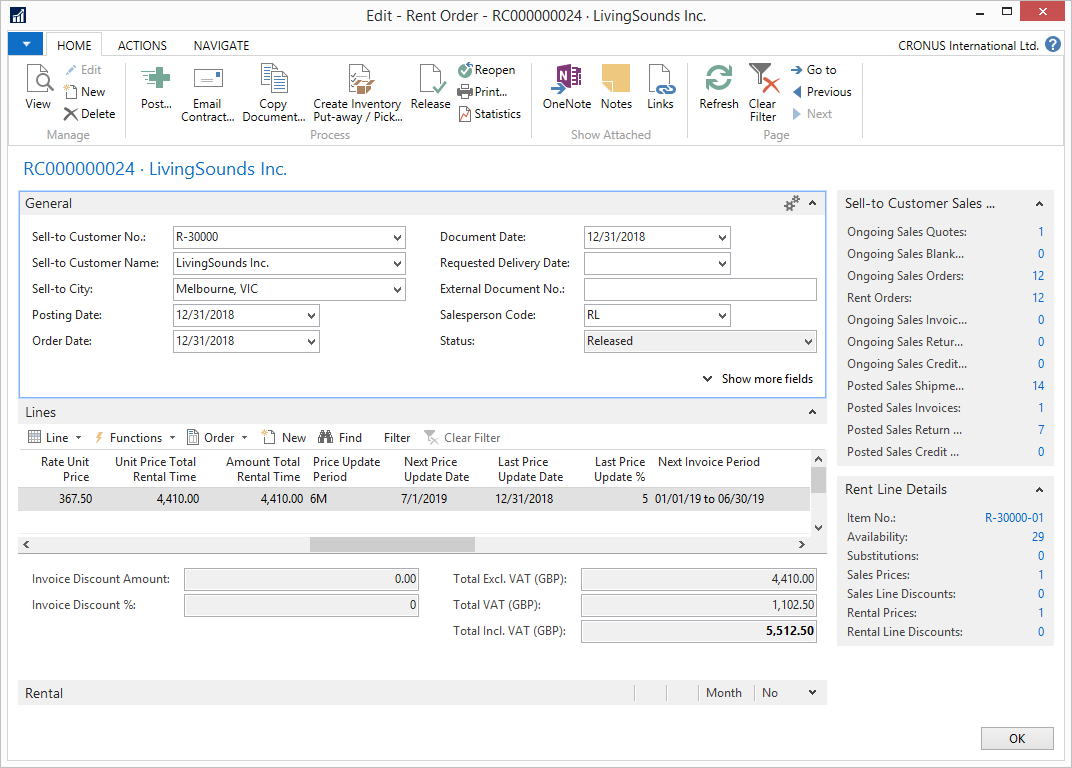 Edit - Rent Order - RC000000024 · LivingSounds Inc.
HOME ACTIONS NAVIGATE CRONUS International Ltd. ?
View
Edit
New
Delete
Manage
Post...
Email Contract...
Copy Document...
Create Inventory Put-away / Pick...
Release
Reopen
Print...
Statistics
Process
OneNote
Notes
Links
Show Attached
Refresh
Clear Filter
Go to
Previous
Next
Page
RC000000024 · LivingSounds Inc.
General
Sell-to Customer No.: R-30000
Sell-to Customer Name: LivingSounds Inc.
Sell-to City: Melbourne, VIC
Posting Date: 12/31/2018
Order Date: 12/31/2018
Document Date: 12/31/2018
Requested Delivery Date:
External Document No.:
Salesperson Code: RL
Status: Released
Show more fields
Lines
Line Functions Order New Find Filter Clear Filter
Rate Unit Price Unit Price Total Rental Time Amount Total Rental Time Price Update Period Next Price Update Date Last Price Update Date Last Price Update % Next Invoice Period
367.50 4,410.00 4,410.00 6M 7/1/2019 12/31/2018 5 01/01/19 to 06/30/19
Invoice Discount Amount: 0.00
Invoice Discount %: 0
Total Excl. VAT (GBP): 4,410.00
Total VAT (GBP): 1,102.50
Total Incl. VAT (GBP): 5,512.50
Rental Month No
Sell-to Customer Sales ...
Ongoing Sales Quotes: 1
Ongoing Sales Blank... 0
Ongoing Sales Orders: 12
Rent Orders: 12
Ongoing Sales Invoic... 0
Ongoing Sales Retur... 0
Ongoing Sales Credit... 0
Posted Sales Shipme... 14
Posted Sales Invoices: 1
Posted Sales Return ... 7
Posted Sales Credit ... 0
Rent Line Details
Item No.: R-30000-01
Availability: 29
Substitutions: 0
Sales Prices: 1
Sales Line Discounts: 0
Rental Prices: 1
Rental Line Discounts: 0
OK